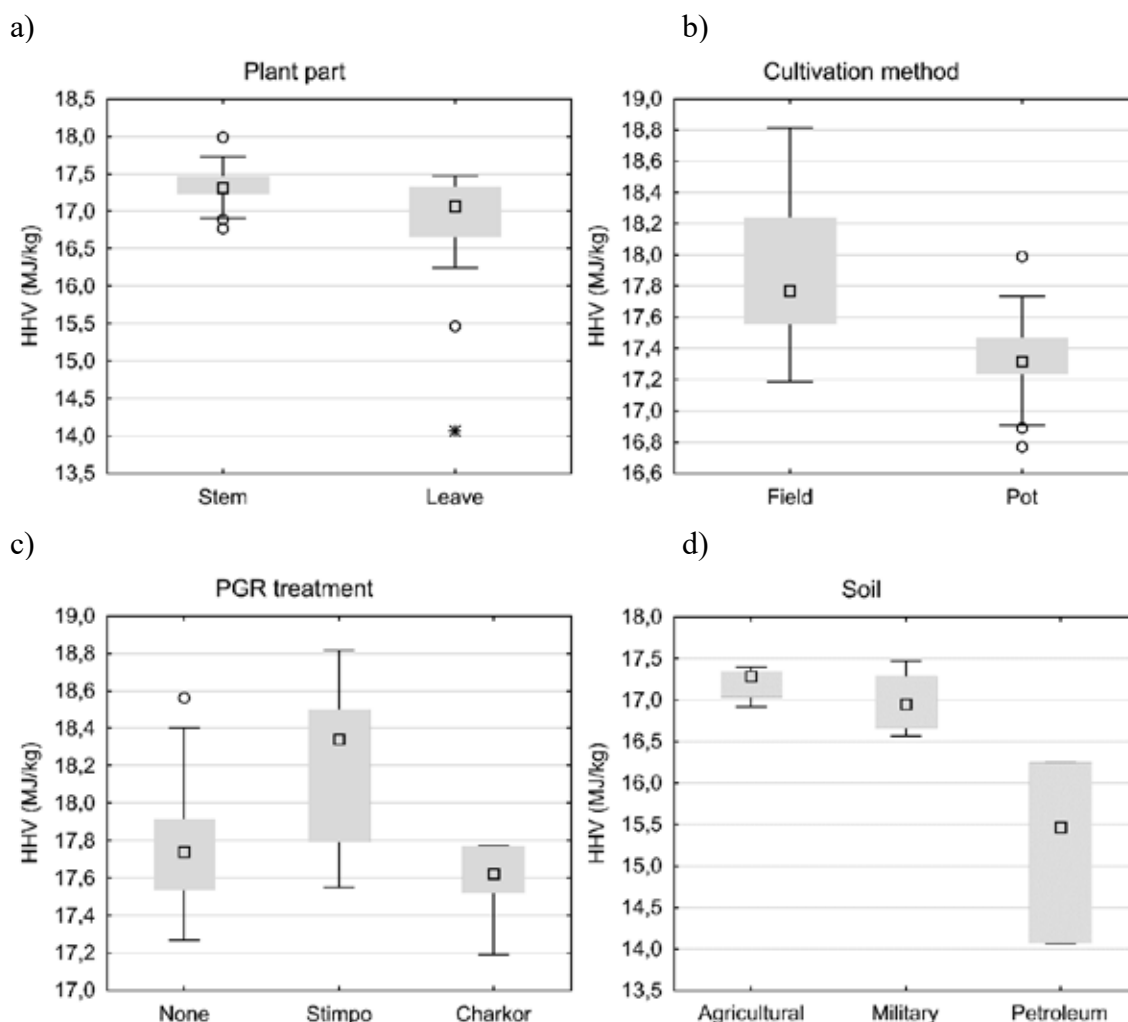 a)
b)
Plant part
HHV (MJ/kg)
18,5
18,0
17,5
17,0
16,5
16,0
15,5
15,0
14,5
14,0
13,5
Stem Leave
Cultivation method
HHV (MJ/kg)
19,0
18,8
18,6
18,4
18,2
18,0
17,8
17,6
17,4
17,2
17,0
16,8
16,6
Field Pot
c)
d)
PGR treatment
HHV (MJ/kg)
19,0
18,8
18,6
18,4
18,2
18,0
17,8
17,6
17,4
17,2
17,0
None Stimpo Charkor
Soil
HHV (MJ/kg)
18,0
17,5
17,0
16,5
16,0
15,5
15,0
14,5
14,0
13,5
Agricultural Military Petroleum